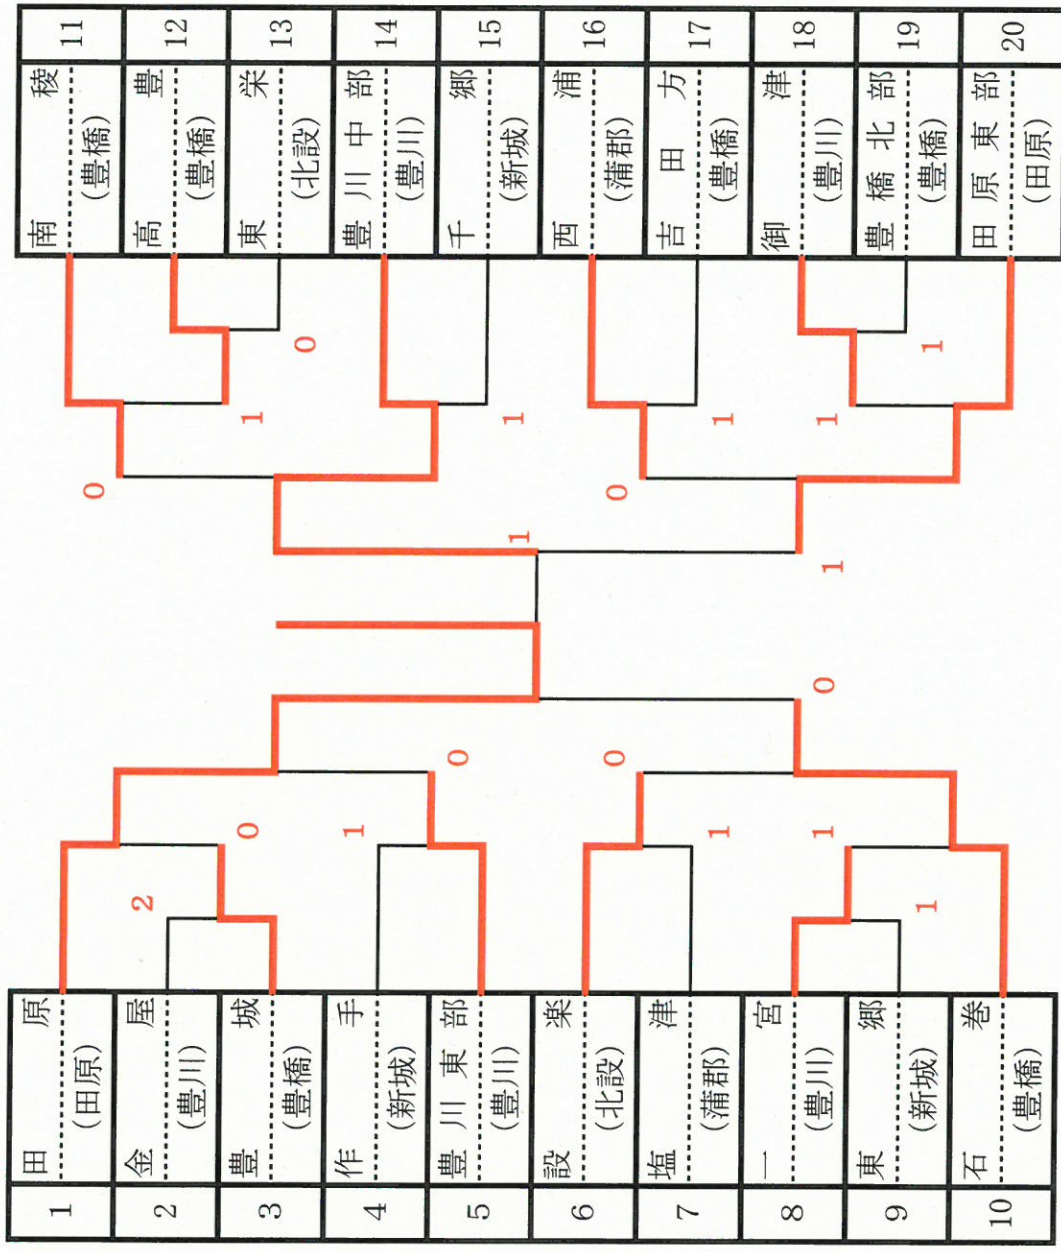 11 南稜
(豊橋)
12 高豊
(豊橋)
13 東栄
(北設)
14 豊川中部
(豊川)
15 千郷
(新城)
16 西浦
(蒲郡)
17 吉田方
(豊橋)
18 御津
(豊川)
19 豊橋北部
(豊橋)
20 田原東部
(田原)
0
1
1
1
1
1
0
0
1
1
0
0
0
2
0
1
1
1
1
1 田原
(田原)
2 金屋
(豊川)
3 豊城
(豊橋)
4 作手
(新城)
5 豊川東部
(豊川)
6 設楽
(北設)
7 塩津
(蒲郡)
8 一宮
(豊川)
9 東郷
(新城)
10 石巻
(豊橋)